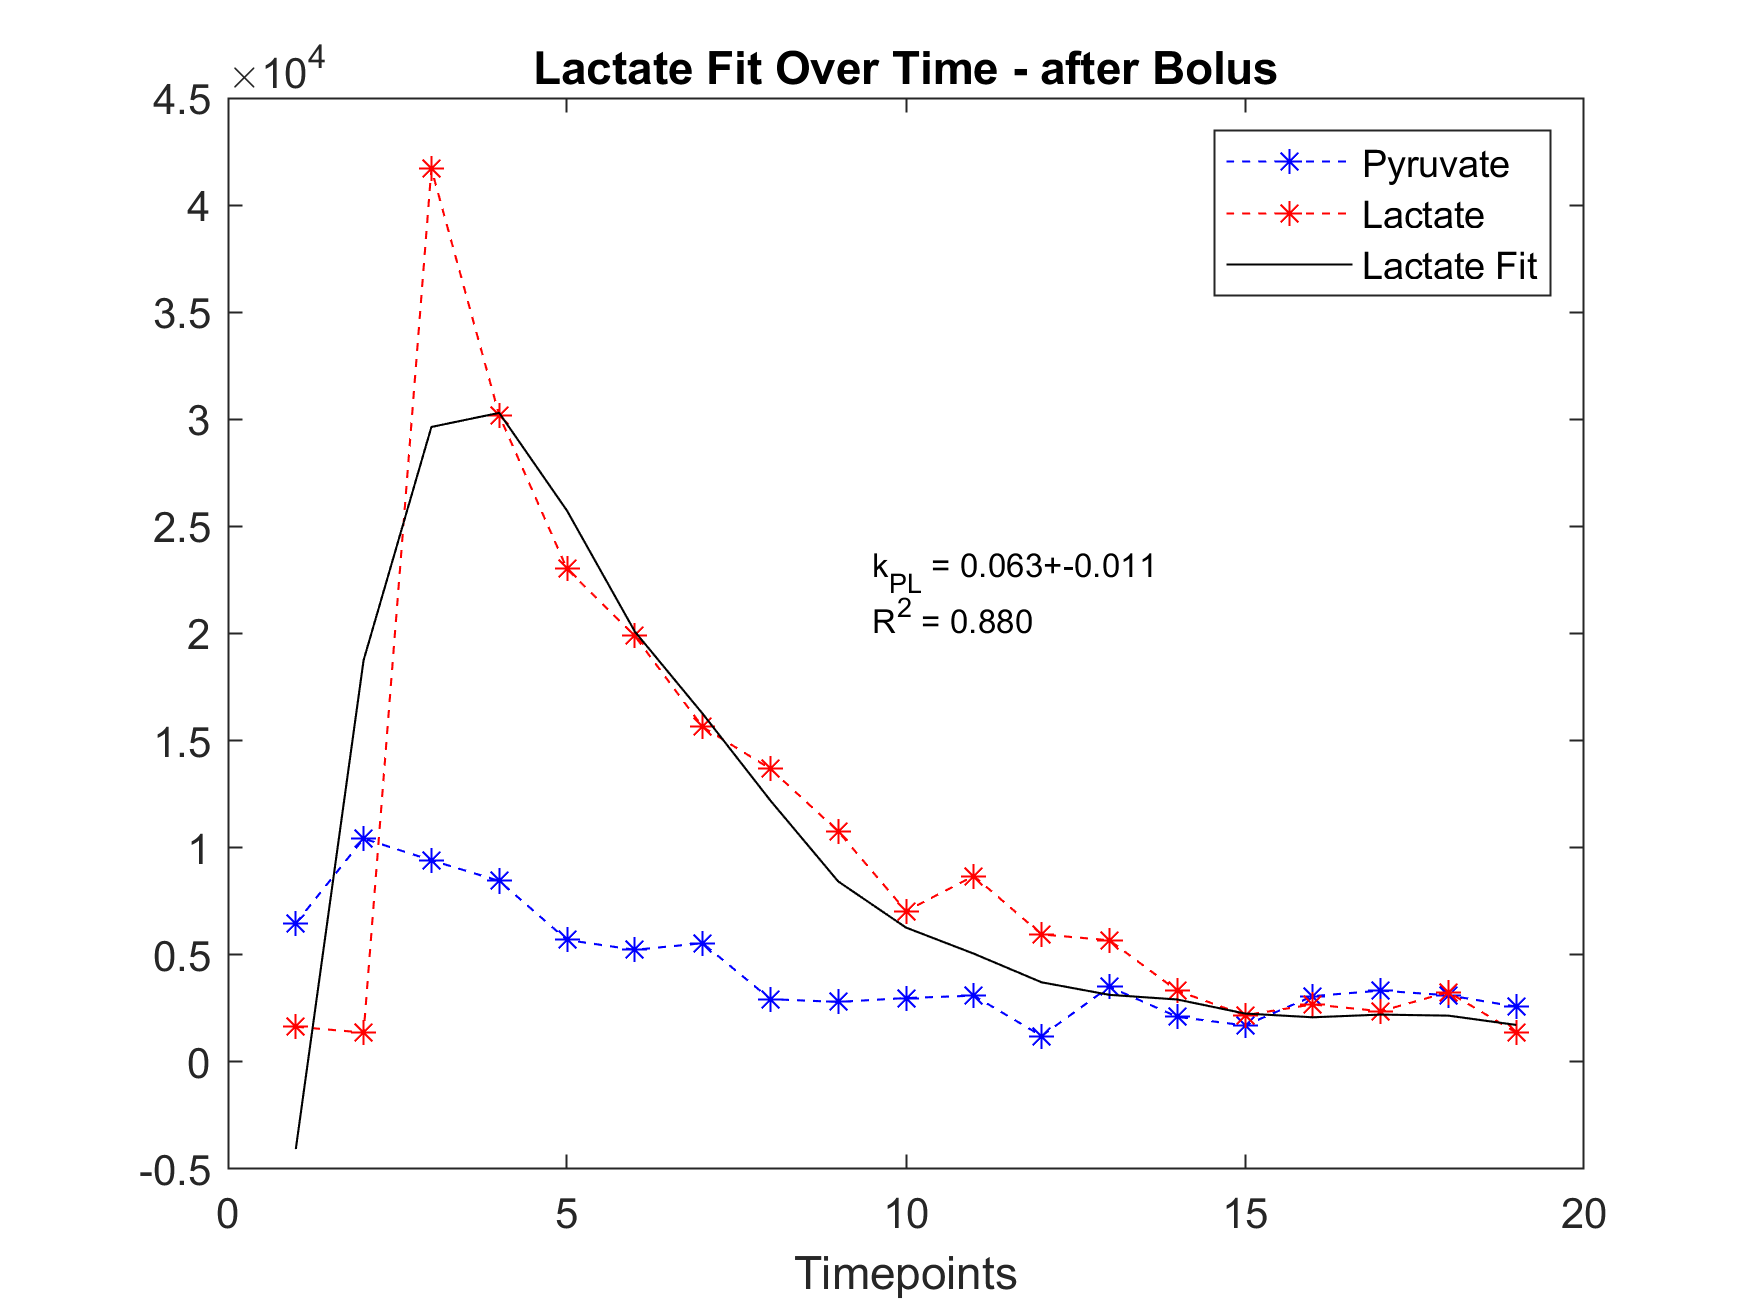 Lactate Fit Over Time - after Bolus
×10^4
4.5
4
3.5
3
2.5
2
1.5
1
0.5
0
-0.5
Pyruvate
Lactate
Lactate Fit
k_PL = 0.063+-0.011
R^2 = 0.880
0 5 10 15 20
Timepoints